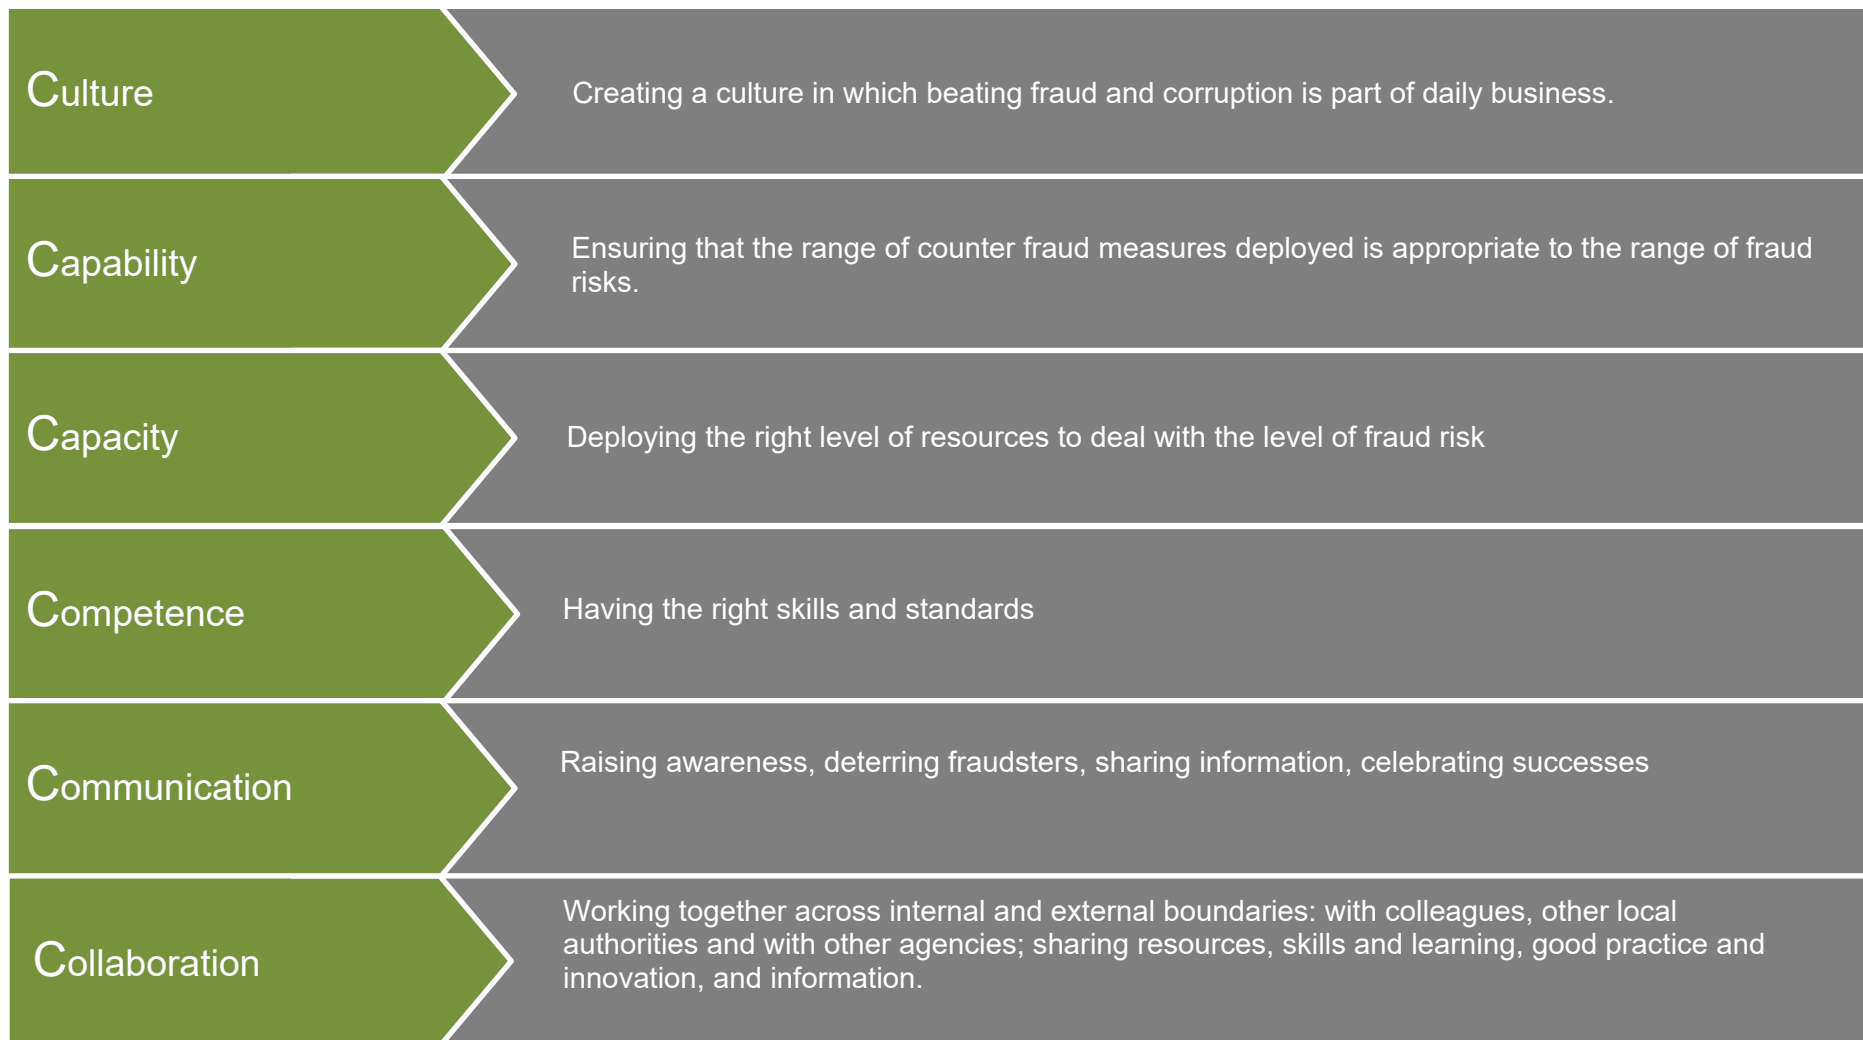 Culture
Creating a culture in which beating fraud and corruption is part of daily business.
Capability
Ensuring that the range of counter fraud measures deployed is appropriate to the range of fraud
risks.
Capacity
Deploying the right level of resources to deal with the level of fraud risk
Competence
Having the right skills and standards
Communication
Raising awareness, deterring fraudsters, sharing information, celebrating successes
Collaboration
Working together across internal and external boundaries: with colleagues, other local
authorities and with other agencies; sharing resources, skills and learning, good practice and
innovation, and information.